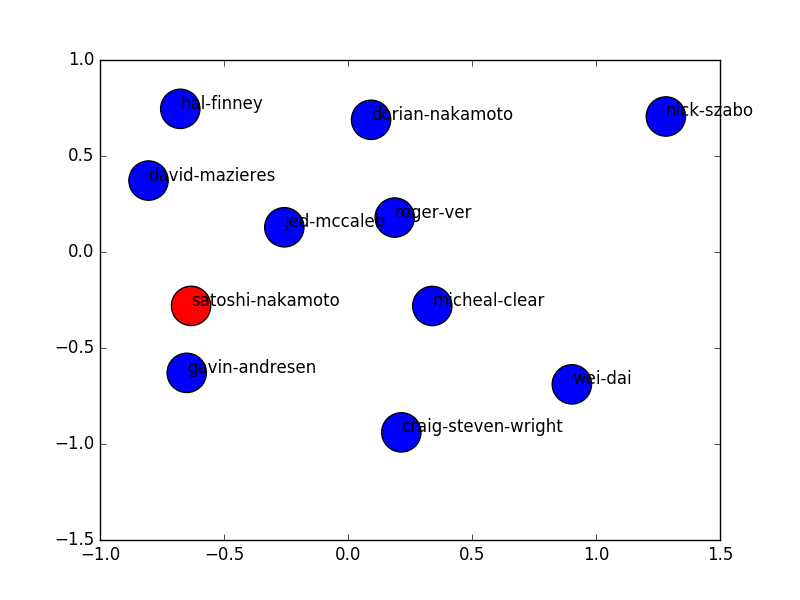 1.0
hal-finney
dorian-nakamoto
nick-szabo
0.5
david-mazieres
jed-mccaleb
roger-ver
0.0
satoshi-nakamoto
micheal-clear
−0.5
gavin-andresen
wei-dai
craig-steven-wright
−1.0
−1.5
−1.0 −0.5 0.0 0.5 1.0 1.5